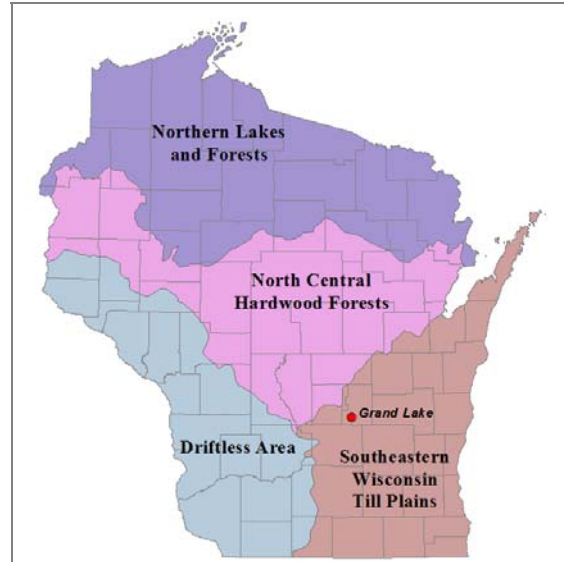 Northern Lakes
and Forests
North Central
Hardwood Forests
Grand Lake
Driftless Area
Southeastern
Wisconsin
Till Plains